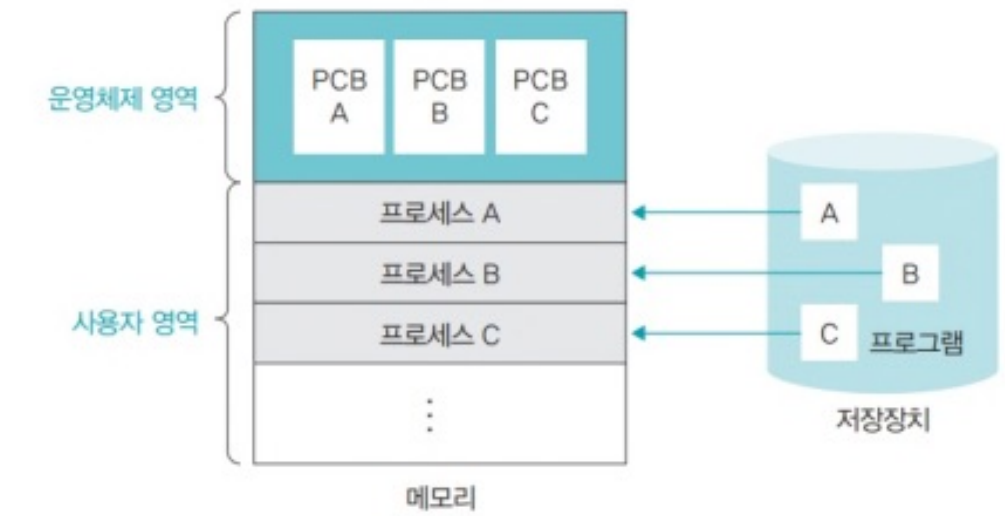 운영체제 영역
PCB
A
PCB
B
PCB
C
사용자 영역
프로세스 A
프로세스 B
프로세스 C
⋮
메모리
A
B
C
프로그램
저장장치